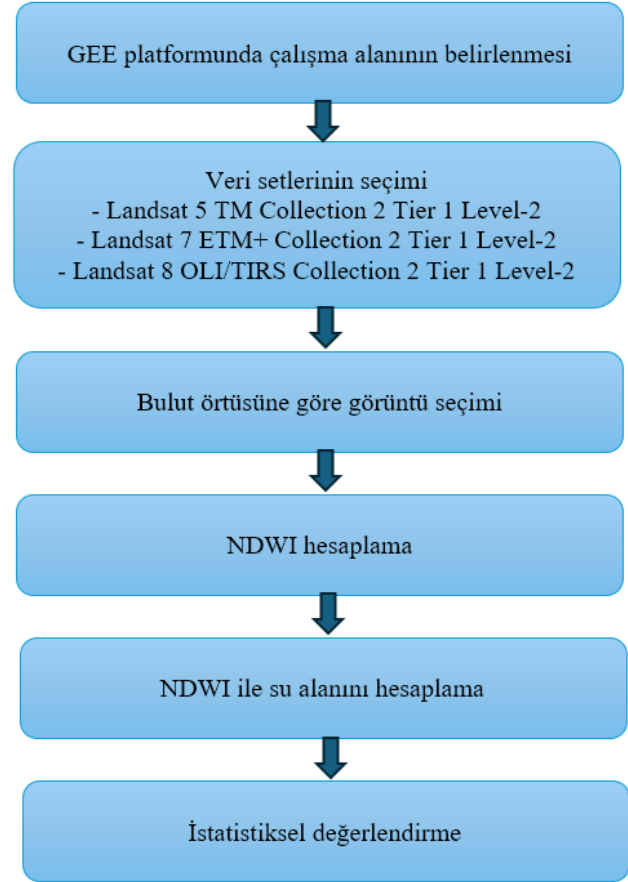 GEE platformunda çalışma alanının belirlenmesi
Veri setlerinin seçimi
- Landsat 5 TM Collection 2 Tier 1 Level-2
- Landsat 7 ETM+ Collection 2 Tier 1 Level-2
- Landsat 8 OLI/TIRS Collection 2 Tier 1 Level-2
Bulut örtüsüne göre görüntü seçimi
NDWI hesaplama
NDWI ile su alanını hesaplama
İstatistiksel değerlendirme